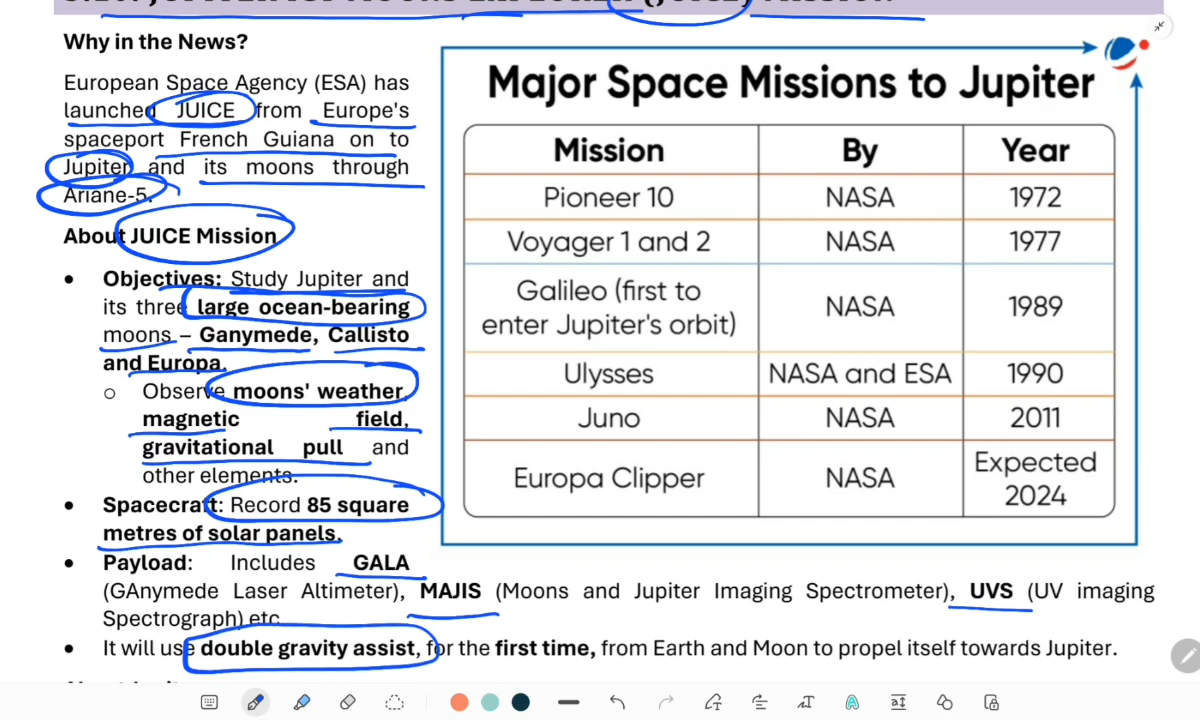 Why in the News?
European Space Agency (ESA) has
launched JUICE from Europe's
spaceport French Guiana on to
Jupiter and its moons through
Ariane-5.
About JUICE Mission
• Objectives: Study Jupiter and
its three large ocean-bearing
moons – Ganymede, Callisto
and Europa.
o Observe moons' weather,
magnetic field,
gravitational pull and
other elements.
• Spacecraft: Record 85 square
metres of solar panels.
Major Space Missions to Jupiter
Mission By Year
Pioneer 10 NASA 1972
Voyager 1 and 2 NASA 1977
Galileo (first to
enter Jupiter's orbit) NASA 1989
Ulysses NASA and ESA 1990
Juno NASA 2011
Europa Clipper NASA Expected
2024
• Payload: Includes GALA
(GAnymede Laser Altimeter), MAJIS (Moons and Jupiter Imaging Spectrometer), UVS (UV imaging
Spectrograph) etc
• It will use double gravity assist, for the first time, from Earth and Moon to propel itself towards Jupiter.